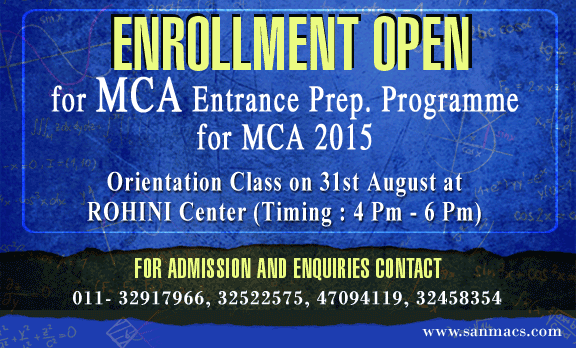 ENROLLMENT OPEN
for MCA Entrance Prep. Programme
for MCA 2015
Orientation Class on 31st August at
ROHINI Center (Timing : 4 Pm - 6 Pm)
FOR ADMISSION AND ENQUIRIES CONTACT
011- 32917966, 32522575, 47094119, 32458354
www.sanmacs.com